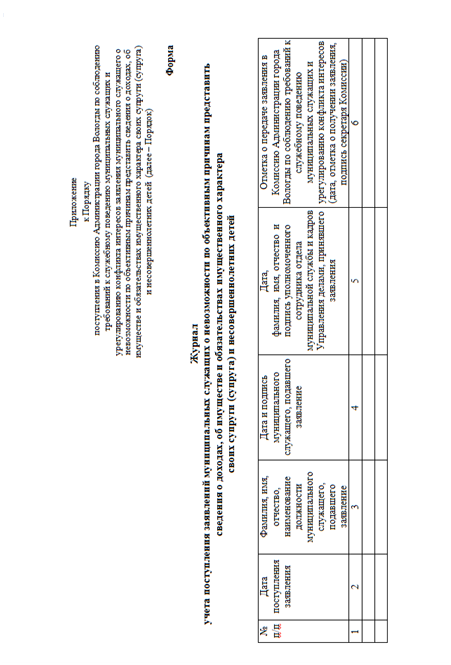 Приложение
к Порядку
поступления в Комиссию Администрации города Вологды по соблюдению
требований к служебному поведению муниципальных служащих и
урегулированию конфликта интересов заявления муниципального служащего о
невозможности по объективным причинам представить сведения о доходах, об
имуществе и обязательствах имущественного характера своих супруги (супруга)
и несовершеннолетних детей (далее – Порядок)
Форма
Журнал
учета поступления заявлений муниципальных служащих о невозможности по объективным причинам представить
сведения о доходах, об имуществе и обязательствах имущественного характера
своих супруги (супруга) и несовершеннолетних детей
№
п/п
Дата
поступления
заявления
Фамилия, имя,
отчество,
наименование
должности
муниципального
служащего,
подавшего
заявление
Дата и подпись
муниципального
служащего, подавшего
заявление
Дата,
фамилия, имя, отчество и
подпись уполномоченного
сотрудника отдела
муниципальной службы и кадров
Управления делами, принявшего
заявления
Отметка о передаче заявления в
Комиссию Администрации города
Вологды по соблюдению требований к
служебному поведению
муниципальных служащих и
урегулированию конфликта интересов
(дата, отметка о получении заявления,
подпись секретаря Комиссии)
1 2 3 4 5 6